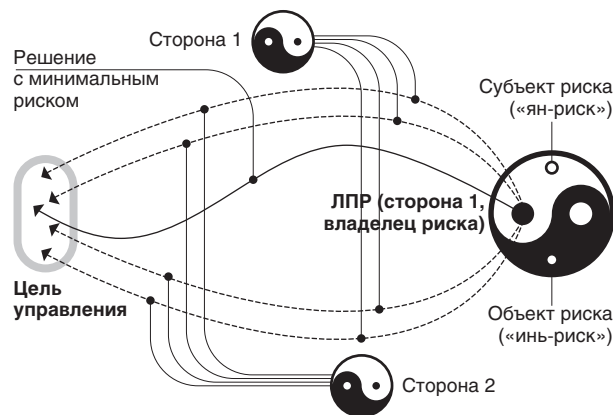 Сторона 1
Решение
с минимальным
риском
Субъект риска
(«ян-риск»)
ЛПР (сторона 1,
владелец риска)
Цель
управления
Объект риска
(«инь-риск»)
Сторона 2